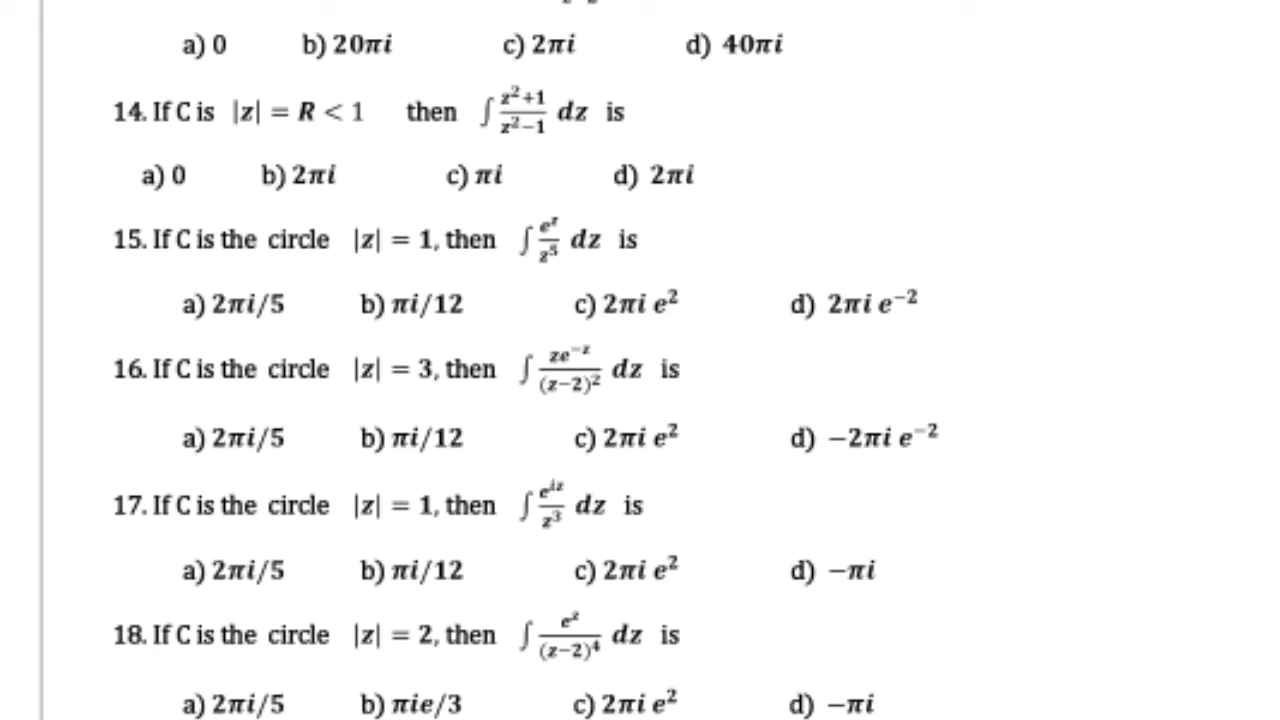 a) 0 b) 20πi c) 2πi d) 40πi
14. If C is |z| = R < 1 then ∫ (z²+1)/(z²−1) dz is
a) 0 b) 2πi c) πi d) 2πi
15. If C is the circle |z| = 1, then ∫ e^z/z⁵ dz is
a) 2πi/5 b) πi/12 c) 2πi e² d) 2πi e⁻²
16. If C is the circle |z| = 3, then ∫ ze^(−z)/(z−2)² dz is
a) 2πi/5 b) πi/12 c) 2πi e² d) −2πi e⁻²
17. If C is the circle |z| = 1, then ∫ e^(iz)/z³ dz is
a) 2πi/5 b) πi/12 c) 2πi e² d) −πi
18. If C is the circle |z| = 2, then ∫ e^z/(z−2)⁴ dz is
a) 2πi/5 b) πie/3 c) 2πi e² d) −πi